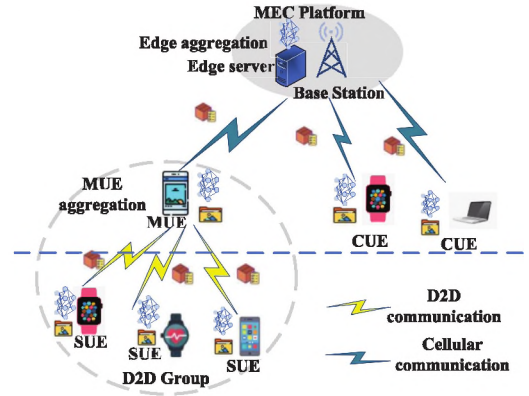 MEC Platform
Edge aggregation
Edge server
Base Station
MUE
aggregation
MUE
CUE
CUE
SUE
SUE
SUE
D2D Group
D2D
communication
Cellular
communication